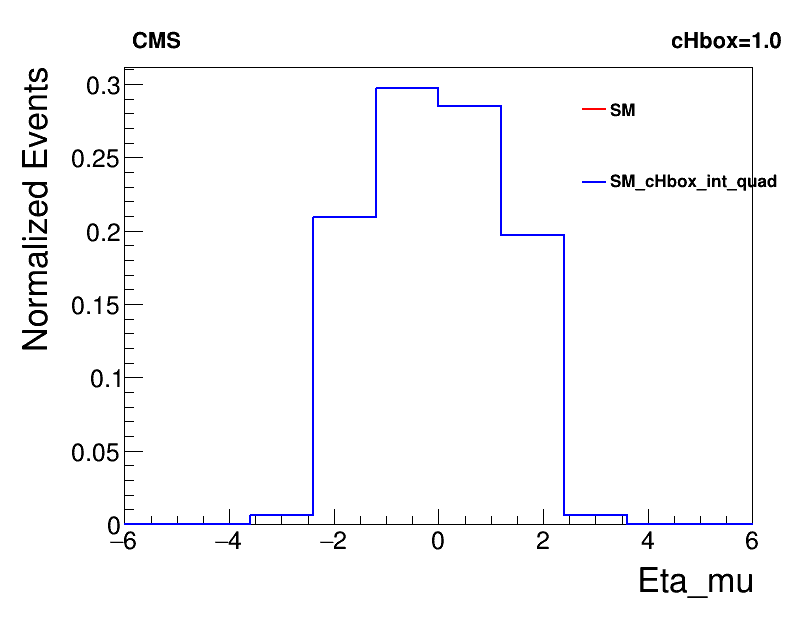 CMS
cHbox=1.0
Normalized Events
0.3
0.25
0.2
0.15
0.1
0.05
0
SM
SM_cHbox_int_quad
−6 −4 −2 0 2 4 6
Eta_mu